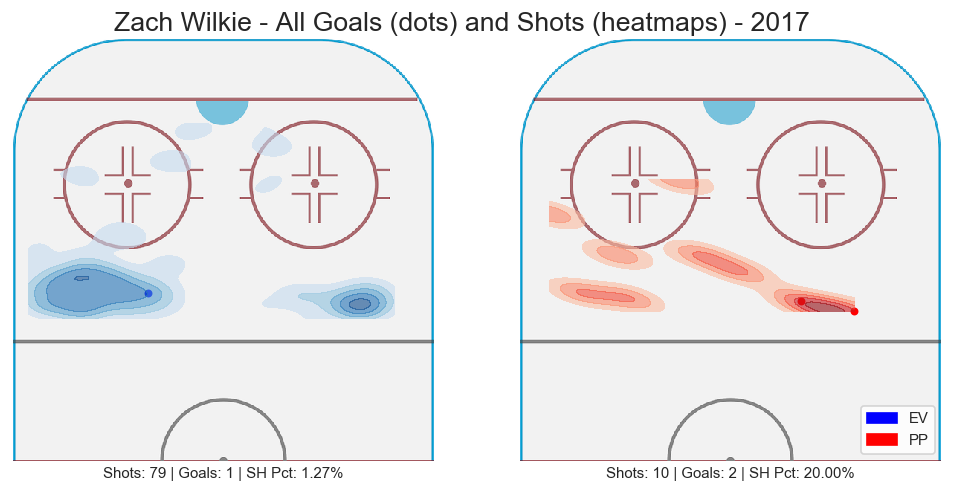 Zach Wilkie - All Goals (dots) and Shots (heatmaps) - 2017
EV
PP
Shots: 79 | Goals: 1 | SH Pct: 1.27%
Shots: 10 | Goals: 2 | SH Pct: 20.00%